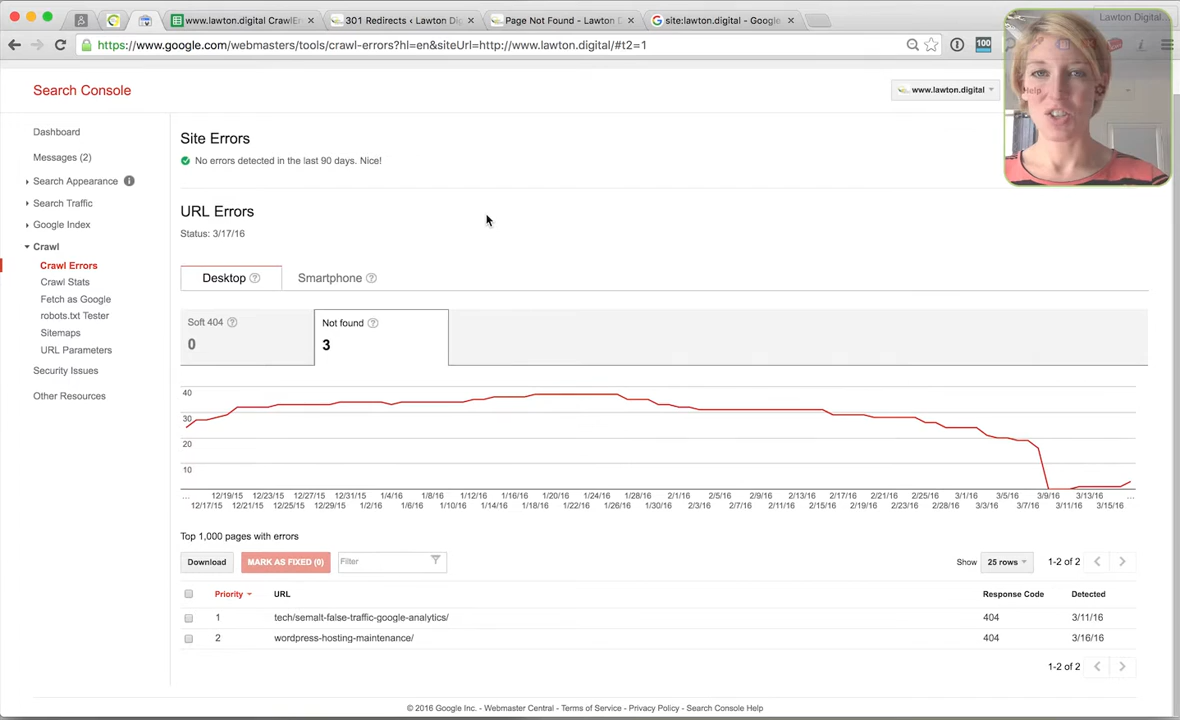 www.lawton.digital CrawlEr
301 Redirects ‹ Lawton Di
Page Not Found - Lawton
site:lawton.digital - Google
Lawton Digital...
https://www.google.com/webmasters/tools/crawl-errors?hl=en&siteUrl=http://www.lawton.digital/#t2=1
100
Search Console
www.lawton.digital
Help
Dashboard
Messages (2)
Search Appearance
Search Traffic
Google Index
Crawl
Crawl Errors
Crawl Stats
Fetch as Google
robots.txt Tester
Sitemaps
URL Parameters
Security Issues
Other Resources
Site Errors
No errors detected in the last 90 days. Nice!
URL Errors
Status: 3/17/16
Desktop
Smartphone
Soft 404
0
Not found
3
40
30
20
10
... 12/19/15 12/23/15 12/27/15 12/31/15 1/4/16 1/8/16 1/12/16 1/16/16 1/20/16 1/24/16 1/28/16 2/1/16 2/5/16 2/9/16 2/13/16 2/17/16 2/21/16 2/25/16 3/1/16 3/5/16 3/9/16 3/13/16 ...
12/17/15 12/21/15 12/25/15 12/29/15 1/2/16 1/6/16 1/10/16 1/14/16 1/18/16 1/22/16 1/26/16 1/30/16 2/3/16 2/7/16 2/11/16 2/15/16 2/19/16 2/23/16 2/28/16 3/3/16 3/7/16 3/11/16 3/15/16
Top 1,000 pages with errors
Download MARK AS FIXED (0) Filter Show 25 rows 1-2 of 2
Priority URL Response Code Detected
1 tech/semalt-false-traffic-google-analytics/ 404 3/11/16
2 wordpress-hosting-maintenance/ 404 3/16/16
1-2 of 2
© 2016 Google Inc. - Webmaster Central - Terms of Service - Privacy Policy - Search Console Help